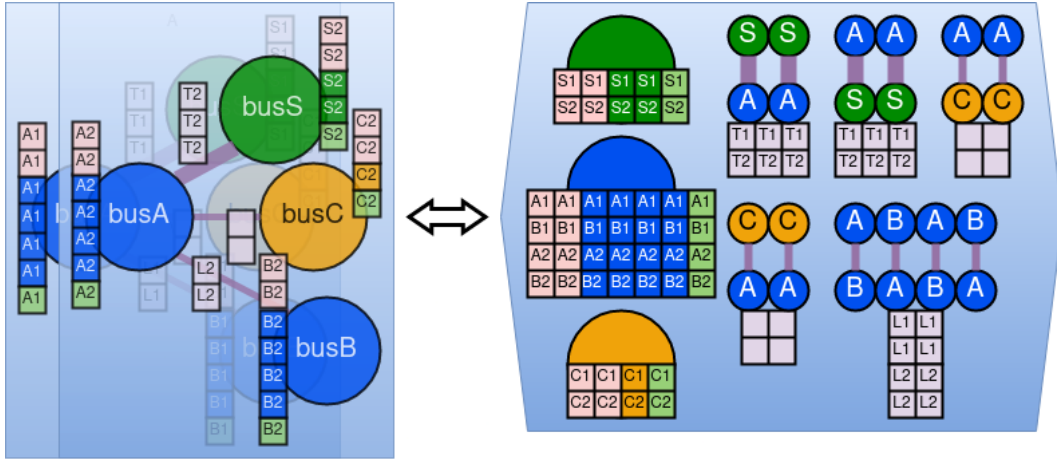 A
S1
S1
T1
T1
T1
busS
S2
S2
S2
S2
S2
T2
T2
T2
A1
A1
A1
A1
A1
A1
A1
A2
A2
A2
A2
A2
A2
A2
busA
C2
C2
C2
C2
busC
L1
L2
L2
B1
B1
B1
B1
B1
B2
B2
B2
B2
B2
B2
B2
busB
S1 S1 S1 S1 S1
S2 S2 S2 S2 S2
A1 A1 A1 A1 A1 A1 A1
B1 B1 B1 B1 B1 B1 B1
A2 A2 A2 A2 A2 A2 A2
B2 B2 B2 B2 B2 B2 B2
C1 C1 C1 C1
C2 C2 C2 C2
S S
A A
T1 T1 T1
T2 T2 T2
A A
S S
T1 T1 T1
T2 T2 T2
A A
C C
C C
A A
A B A B
B A B A
L1 L1
L1 L1
L2 L2
L2 L2